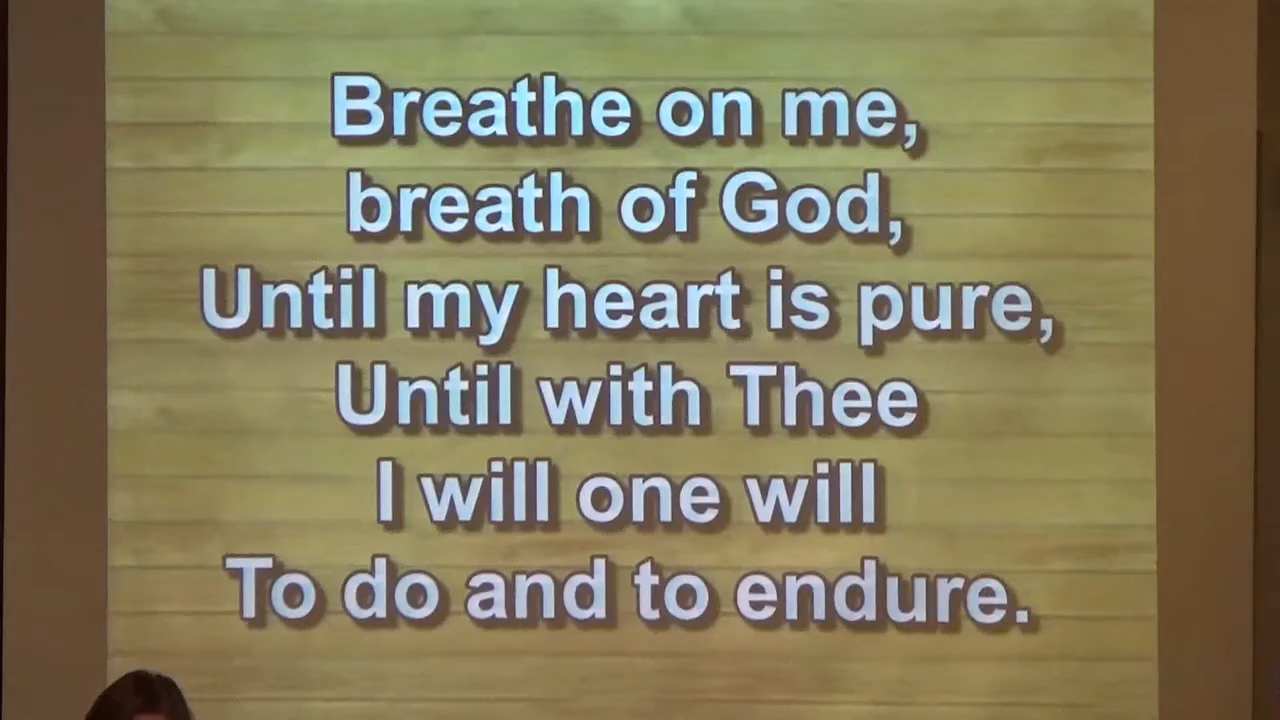 Breathe on me,
breath of God,
Until my heart is pure,
Until with Thee
I will one will
To do and to endure.